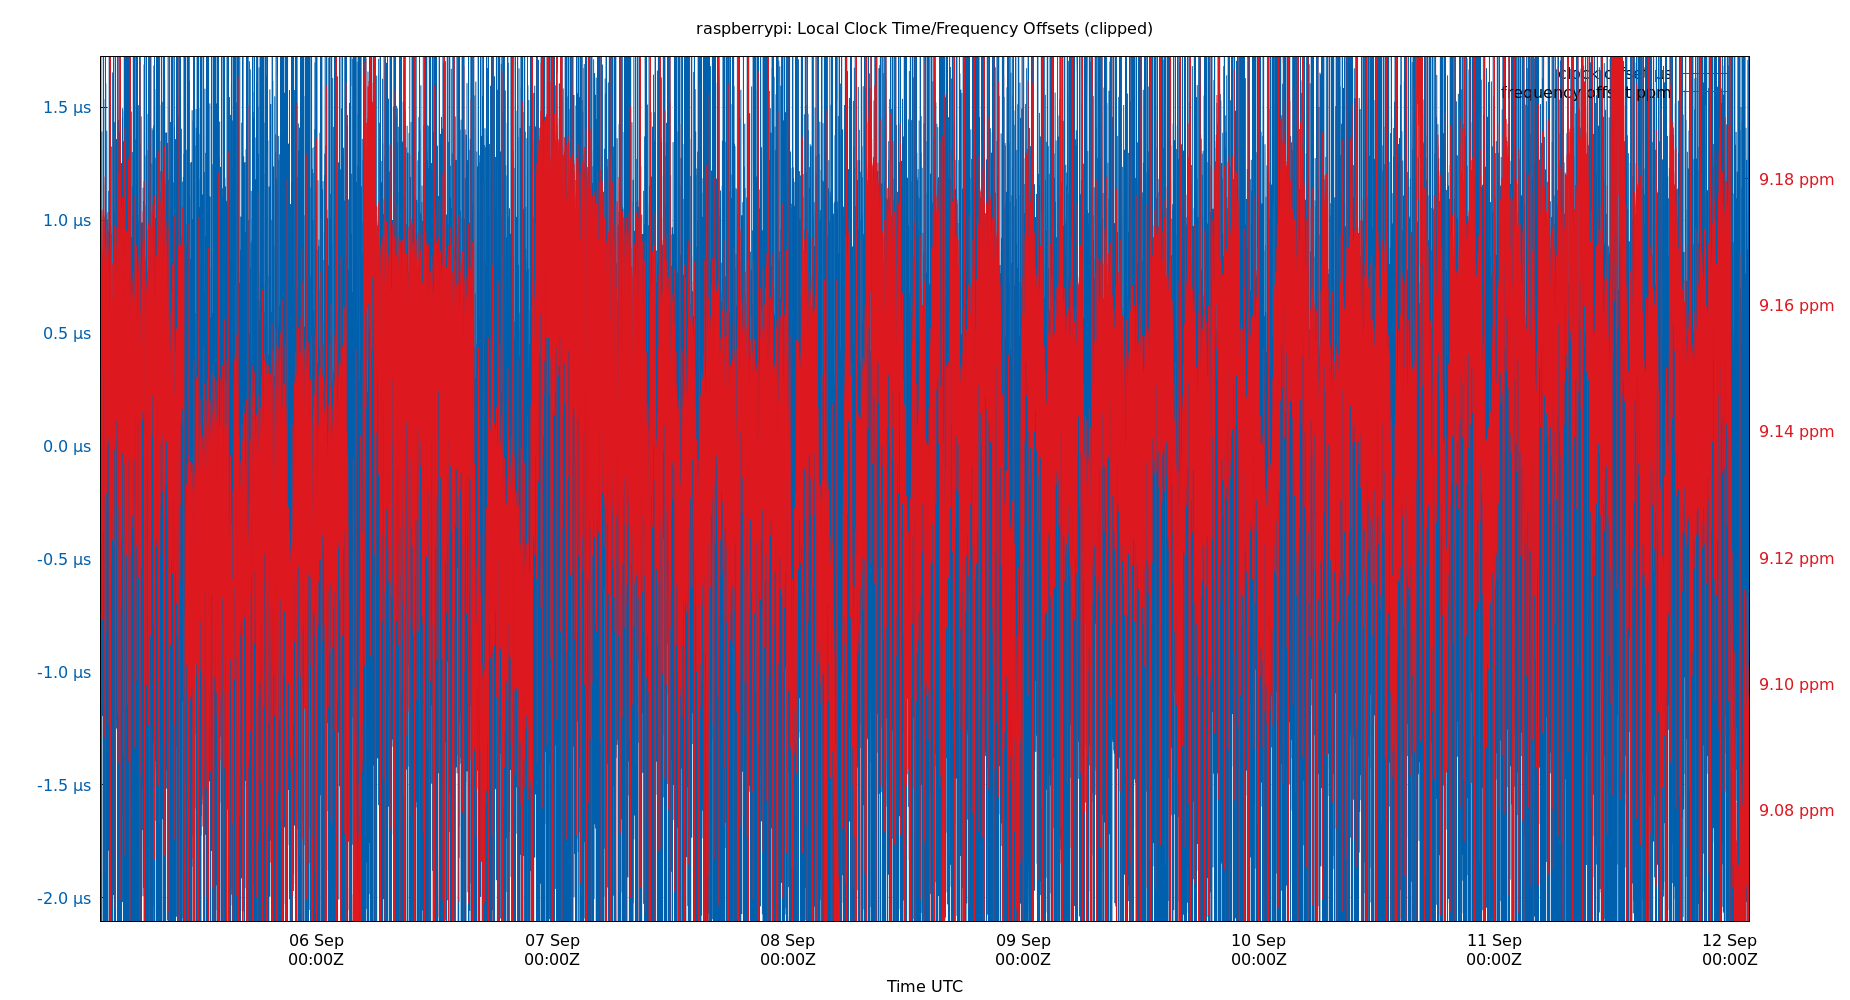 raspberrypi: Local Clock Time/Frequency Offsets (clipped)
clock offset µs
frequency offset ppm
1.5 µs
1.0 µs
0.5 µs
0.0 µs
-0.5 µs
-1.0 µs
-1.5 µs
-2.0 µs
9.18 ppm
9.16 ppm
9.14 ppm
9.12 ppm
9.10 ppm
9.08 ppm
06 Sep 07 Sep 08 Sep 09 Sep 10 Sep 11 Sep 12 Sep
00:00Z 00:00Z 00:00Z 00:00Z 00:00Z 00:00Z 00:00Z
Time UTC